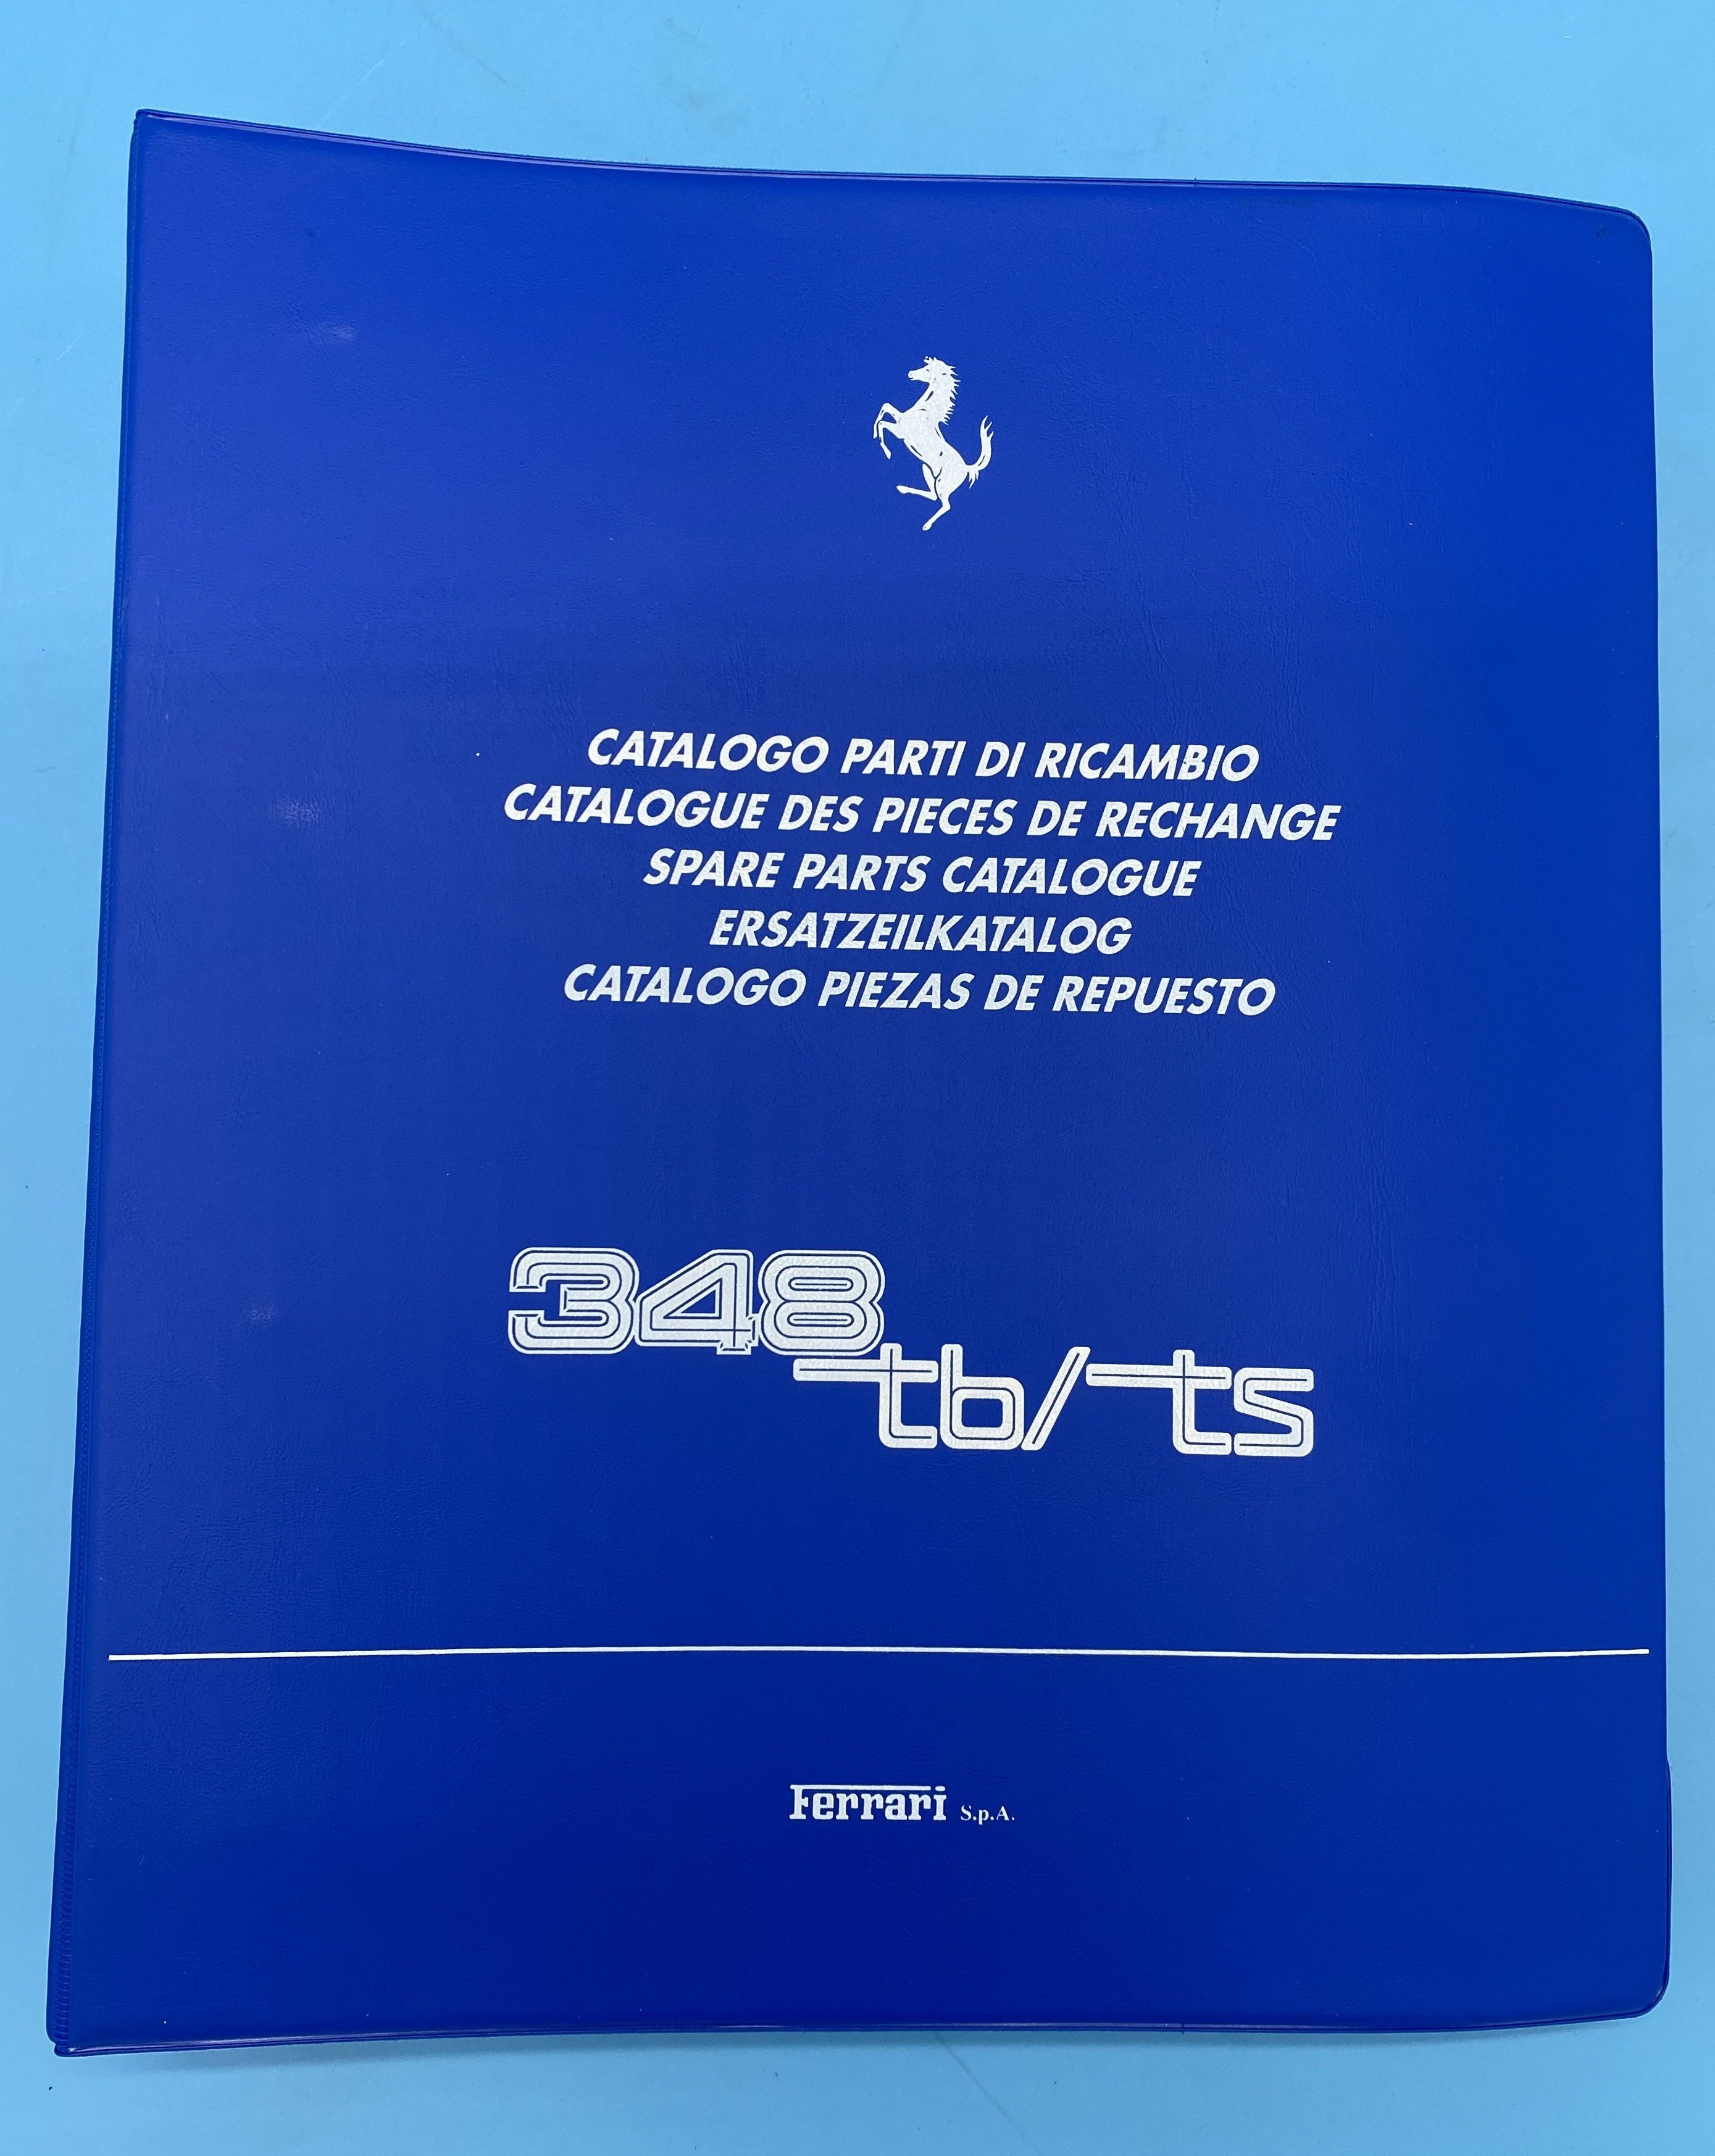 CATALOGO PARTI DI RICAMBIO
CATALOGUE DES PIECES DE RECHANGE
SPARE PARTS CATALOGUE
ERSATZEILKATALOG
CATALOGO PIEZAS DE REPUESTO
348
tb/ts
Ferrari S.p.A.